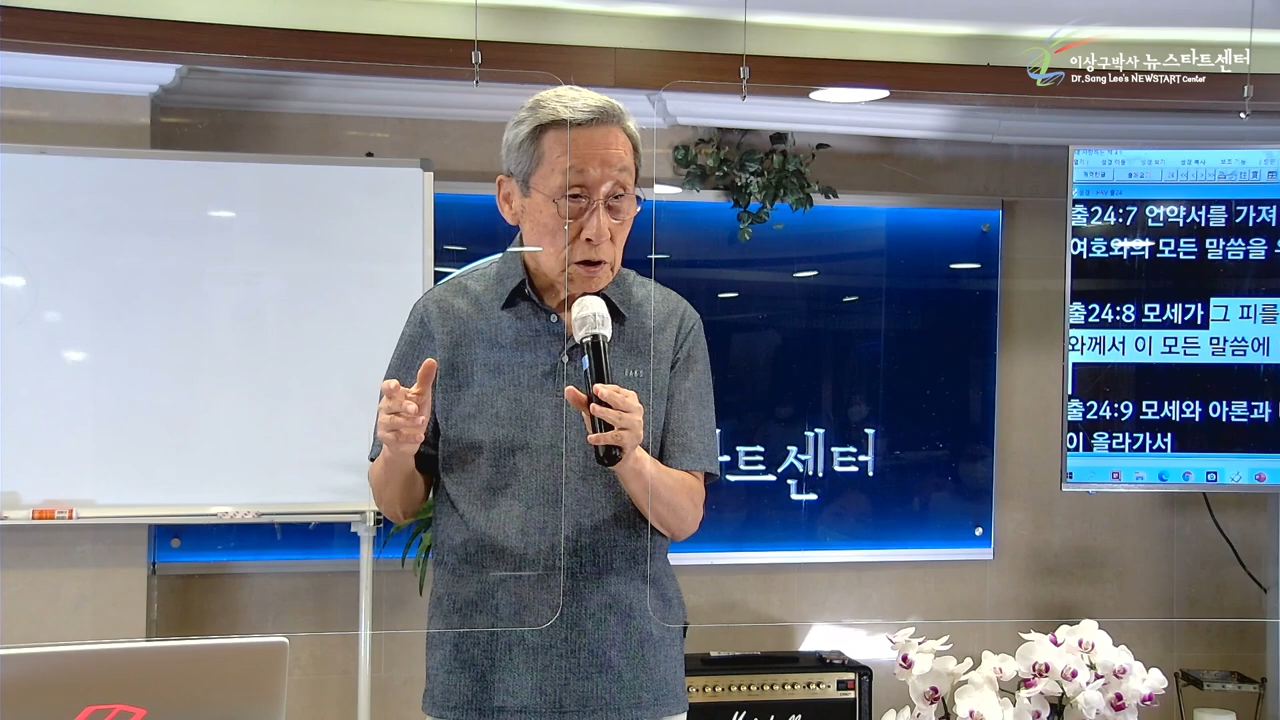 이상구박사 뉴스타트센터
Dr. Sang Lee's NEWSTART Center
출24:7 언약서를 가져
여호와의 모든 말씀을
출24:8 모세가 그 피를
와께서 이 모든 말씀에
출24:9 모세와 아론과
이 올라가서
트센터
Marshall